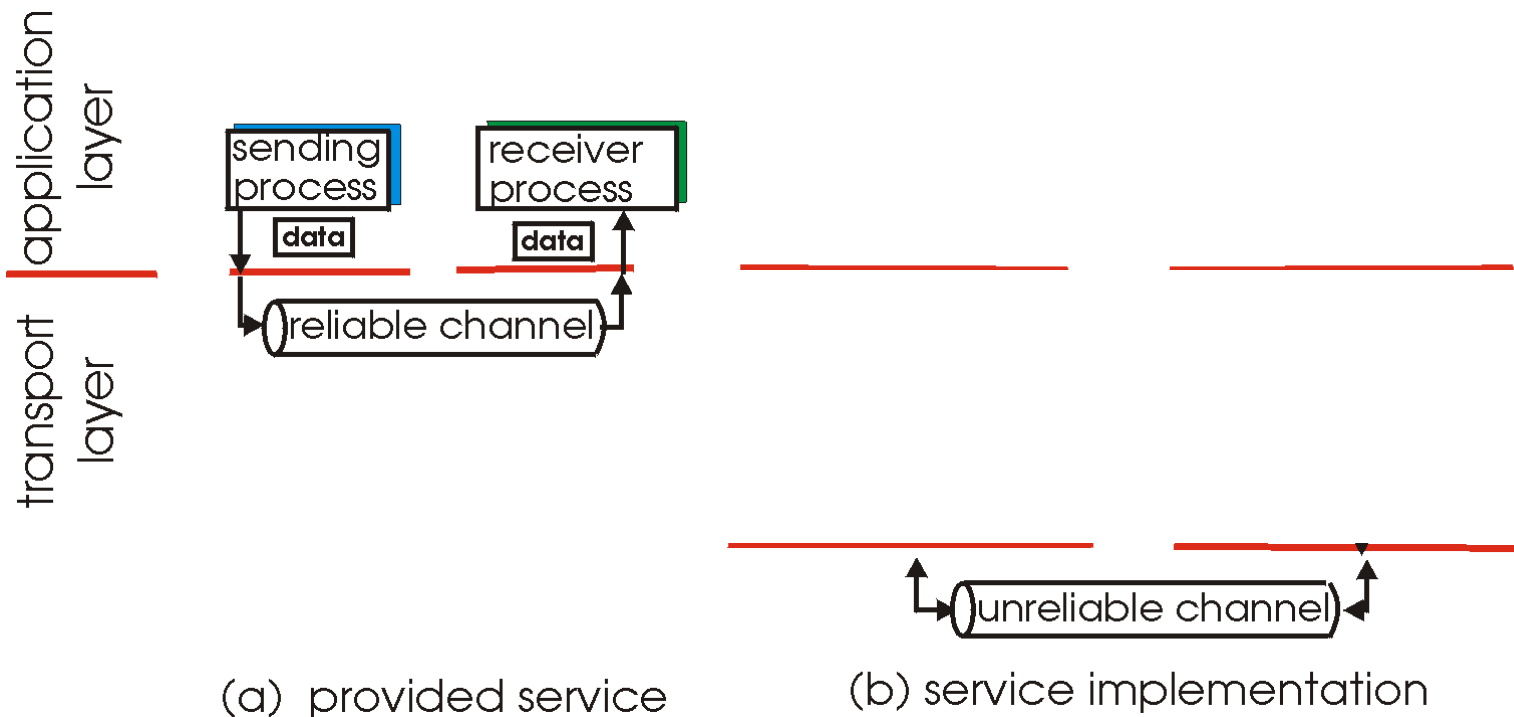 application
layer
transport
layer
sending
process
receiver
process
data
data
reliable channel
unreliable channel
(a) provided service
(b) service implementation